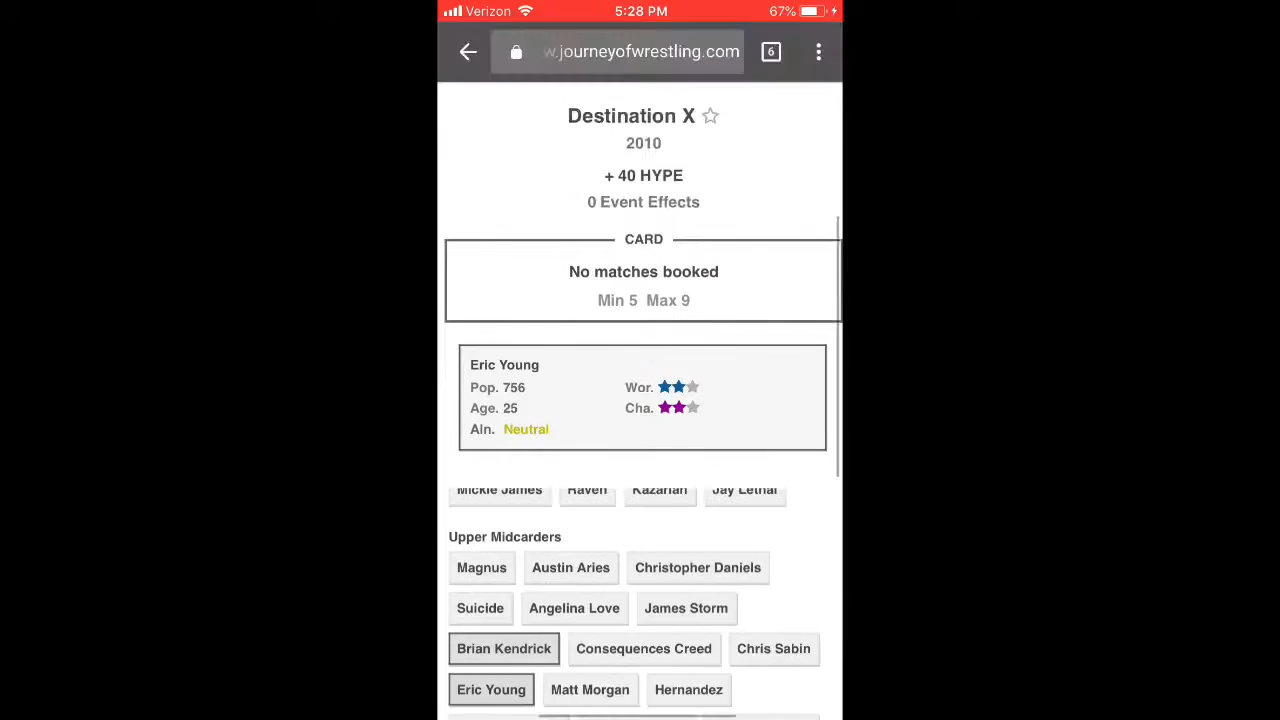 Verizon 5:28 PM 67%
w.journeyofwrestling.com 6
Destination X
2010
+ 40 HYPE
0 Event Effects
CARD
No matches booked
Min 5 Max 9
Eric Young
Pop. 756 Wor.
Age. 25 Cha.
Aln. Neutral
Mickie James Raven Kazarian Jay Lethal
Upper Midcarders
Magnus Austin Aries Christopher Daniels
Suicide Angelina Love James Storm
Brian Kendrick Consequences Creed Chris Sabin
Eric Young Matt Morgan Hernandez